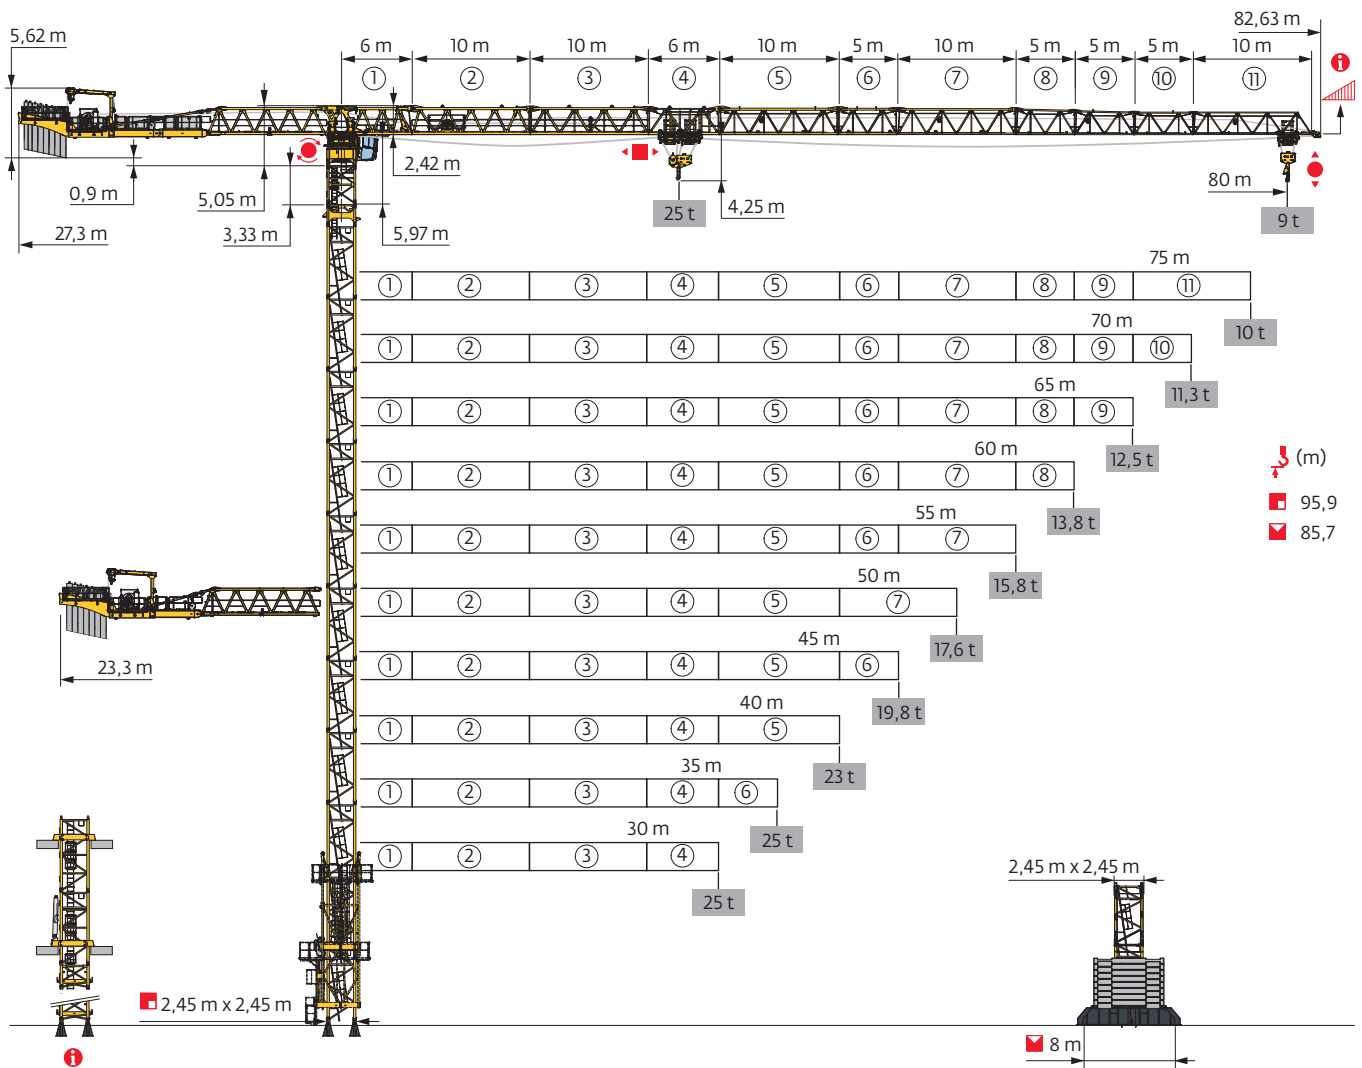 82,63 m
5,62 m
6 m 10 m 10 m 6 m 10 m 5 m 10 m 5 m 5 m 5 m 10 m
1 2 3 4 5 6 7 8 9 10 11
i
2,42 m
0,9 m
5,05 m
80 m
25 t
4,25 m
9 t
27,3 m
3,33 m
5,97 m
75 m
1 2 3 4 5 6 7 8 9 11
10 t
70 m
1 2 3 4 5 6 7 8 9 10
11,3 t
65 m
1 2 3 4 5 6 7 8 9
12,5 t
60 m
1 2 3 4 5 6 7 8
13,8 t
(m)
95,9
85,7
55 m
1 2 3 4 5 6 7
15,8 t
50 m
1 2 3 4 5 7
17,6 t
23,3 m
45 m
1 2 3 4 5 6
19,8 t
40 m
1 2 3 4 5
23 t
35 m
1 2 3 4 6
25 t
30 m
1 2 3 4
25 t
2,45 m x 2,45 m
2,45 m x 2,45 m
i
8 m